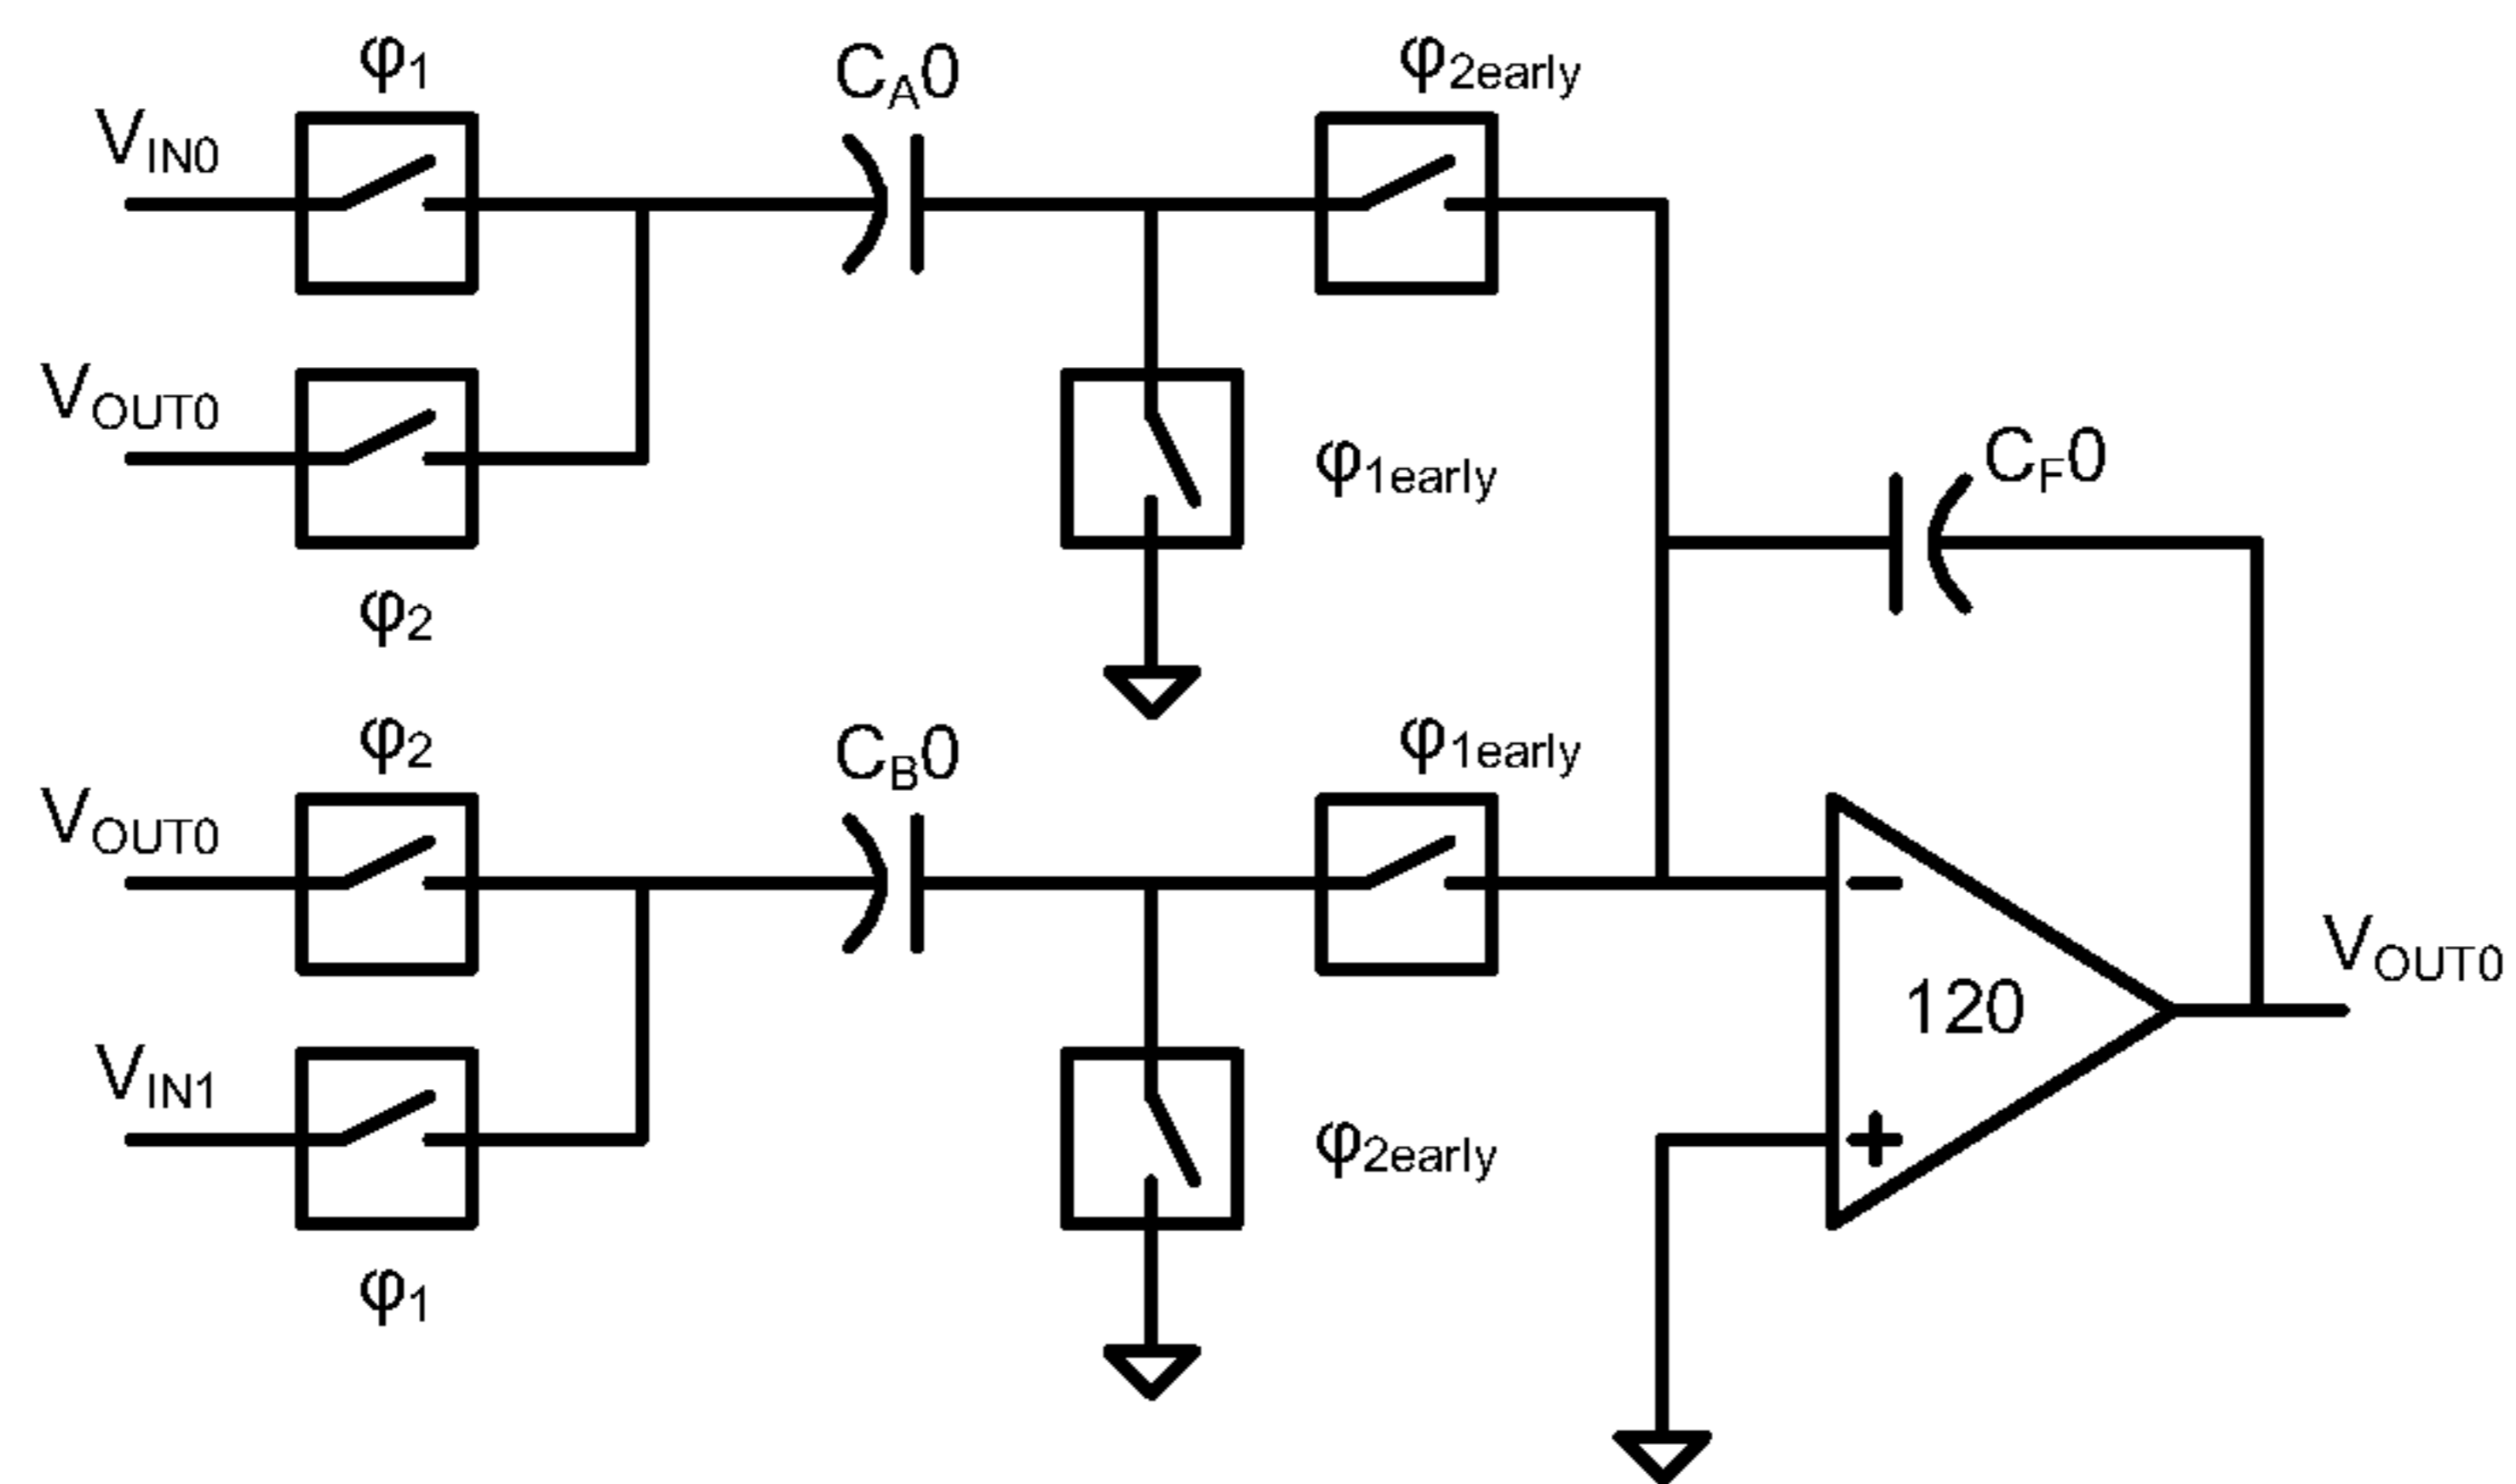 φ1
CA0
φ2early
VIN0
VOUT0
φ1early
CF0
φ2
φ2
CB0
φ1early
VOUT0
VOUT0
120
VIN1
φ2early
φ1